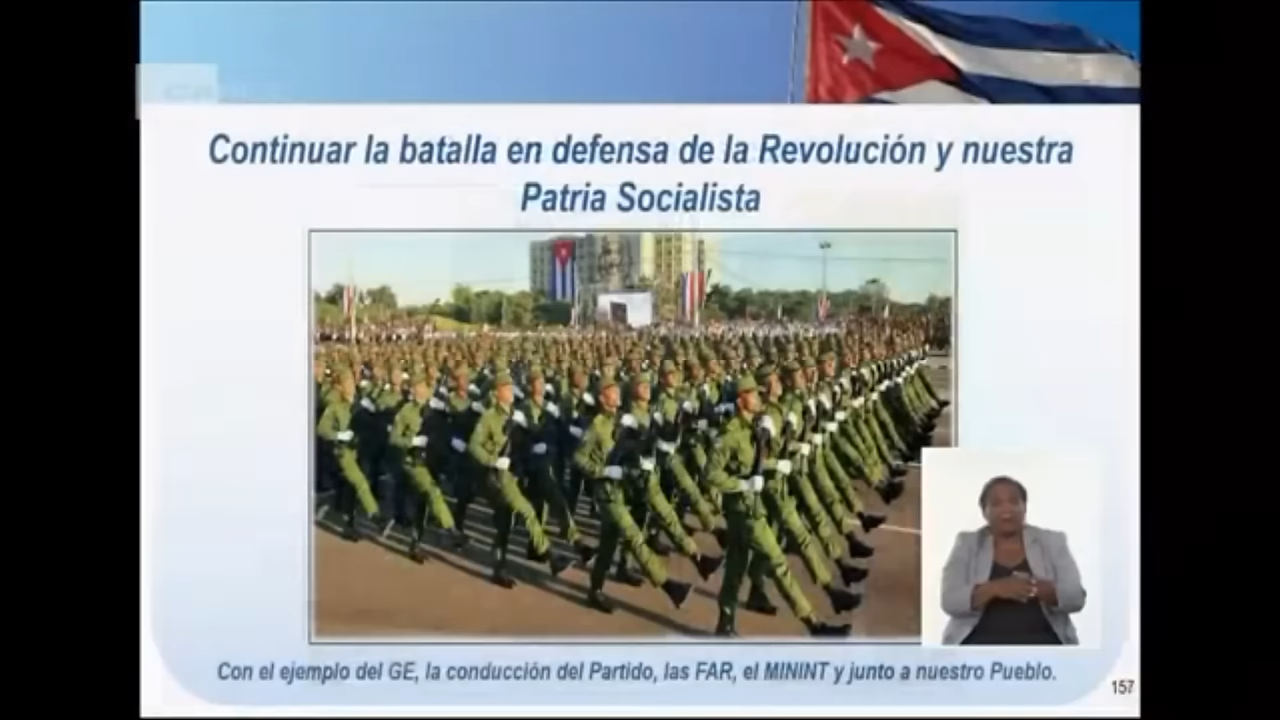 Continuar la batalla en defensa de la Revolución y nuestra
Patria Socialista
Con el ejemplo del GE, la conducción del Partido, las FAR, el MININT y junto a nuestro Pueblo.
157